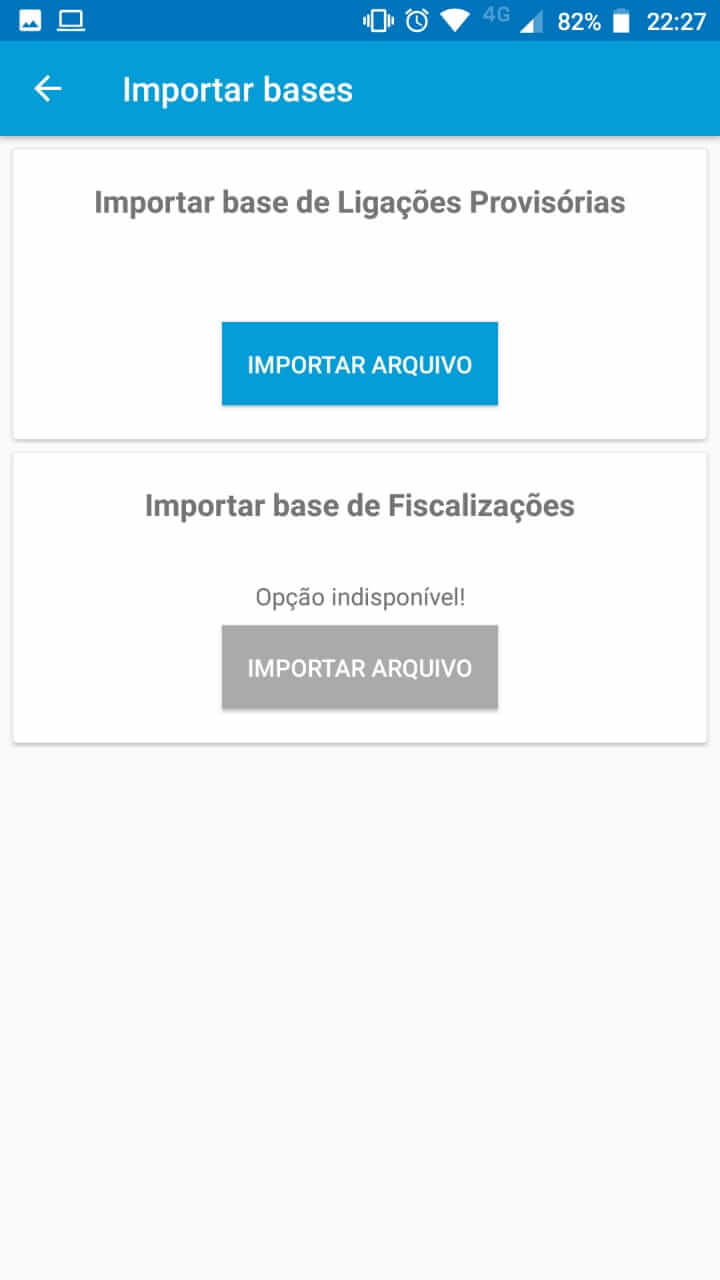 4G 82% 22:27
Importar bases
Importar base de Ligações Provisórias
IMPORTAR ARQUIVO
Importar base de Fiscalizações
Opção indisponível!
IMPORTAR ARQUIVO